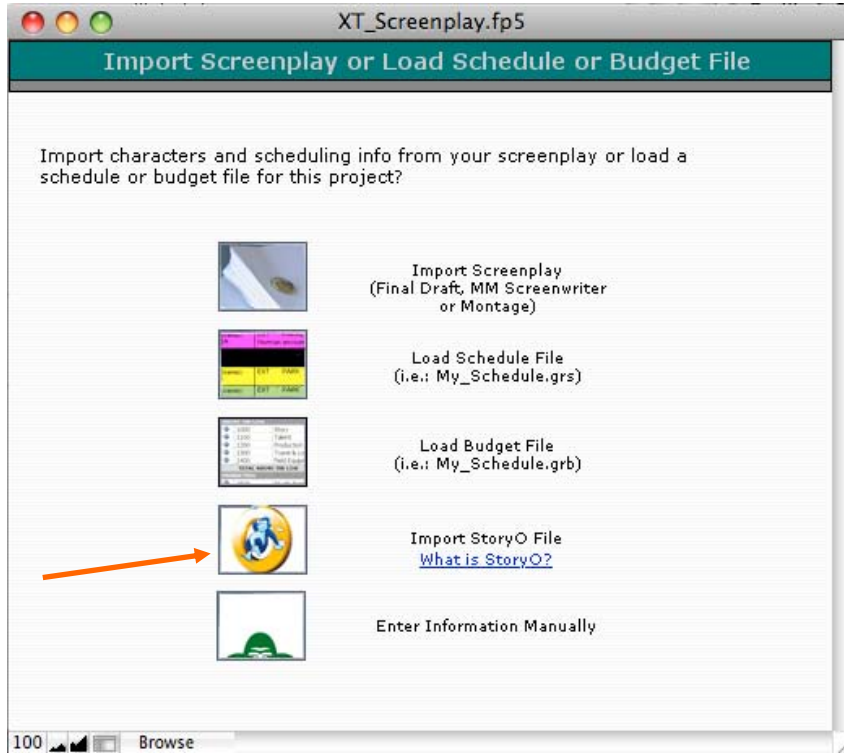 XT_Screenplay.fp5
Import Screenplay or Load Schedule or Budget File
Import characters and scheduling info from your screenplay or load a
schedule or budget file for this project?
Import Screenplay
(Final Draft, MM Screenwriter
or Montage)
Load Schedule File
(i.e.: My_Schedule.grs)
Load Budget File
(i.e.: My_Schedule.grb)
Import StoryO File
What is StoryO?
Enter Information Manually
100 Browse